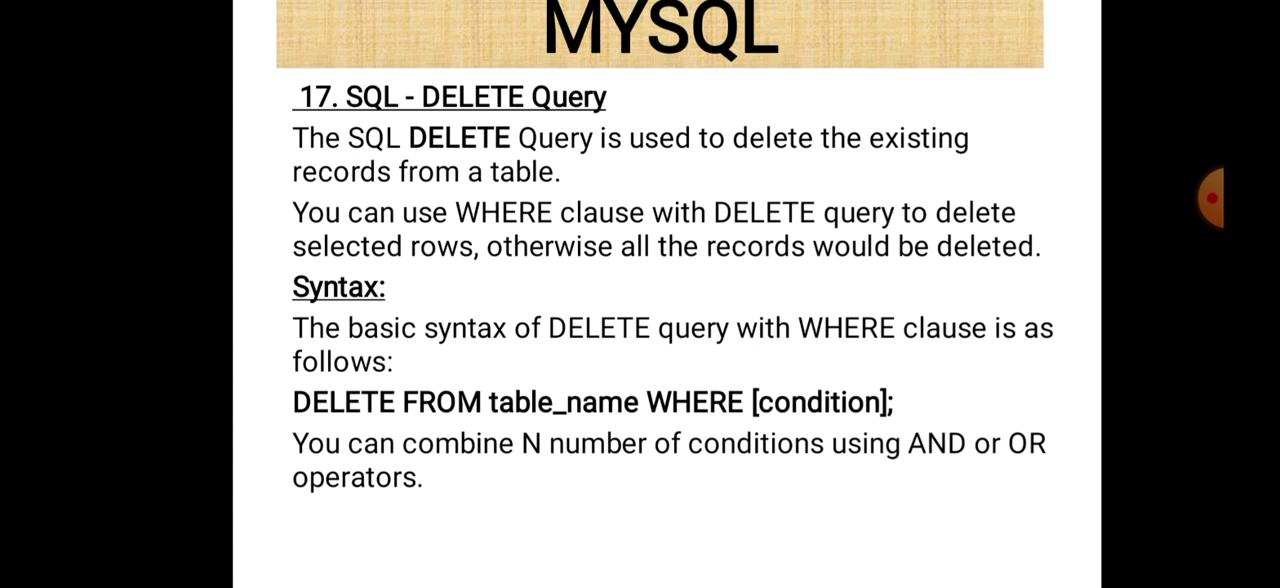 MYSQL
17. SQL - DELETE Query
The SQL DELETE Query is used to delete the existing
records from a table.
You can use WHERE clause with DELETE query to delete
selected rows, otherwise all the records would be deleted.
Syntax:
The basic syntax of DELETE query with WHERE clause is as
follows:
DELETE FROM table_name WHERE [condition];
You can combine N number of conditions using AND or OR
operators.